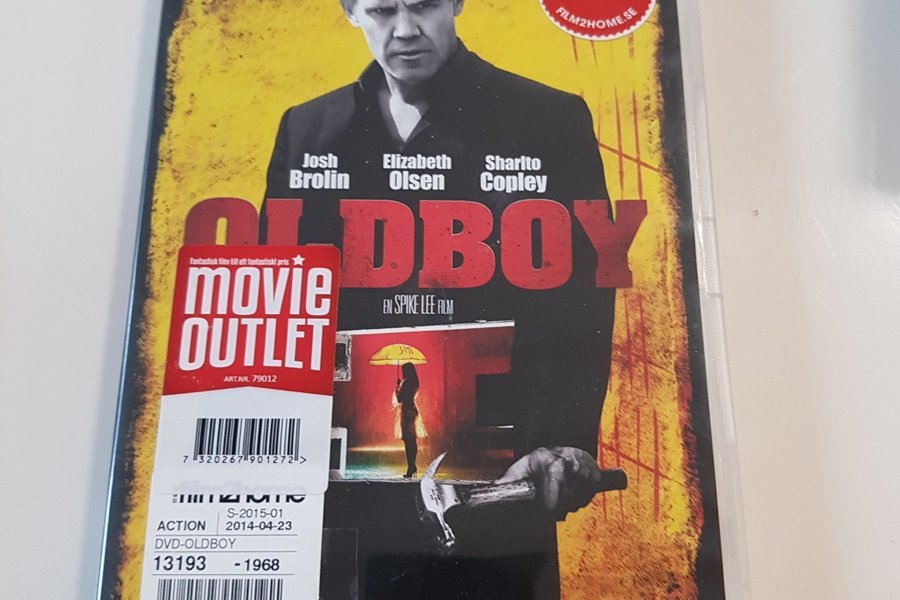 FILM2HOME.SE
Josh Brolin
Elizabeth Olsen
Sharlto Copley
OLDBOY
EN SPIKE LEE FILM
Fantastisk film till ett fantastiskt pris
movie
OUTLET
ART.NR. 79012
7 320267 901272 >
film2home
S-2015-01
ACTION 2014-04-23
DVD-OLDBOY
13193 -1968